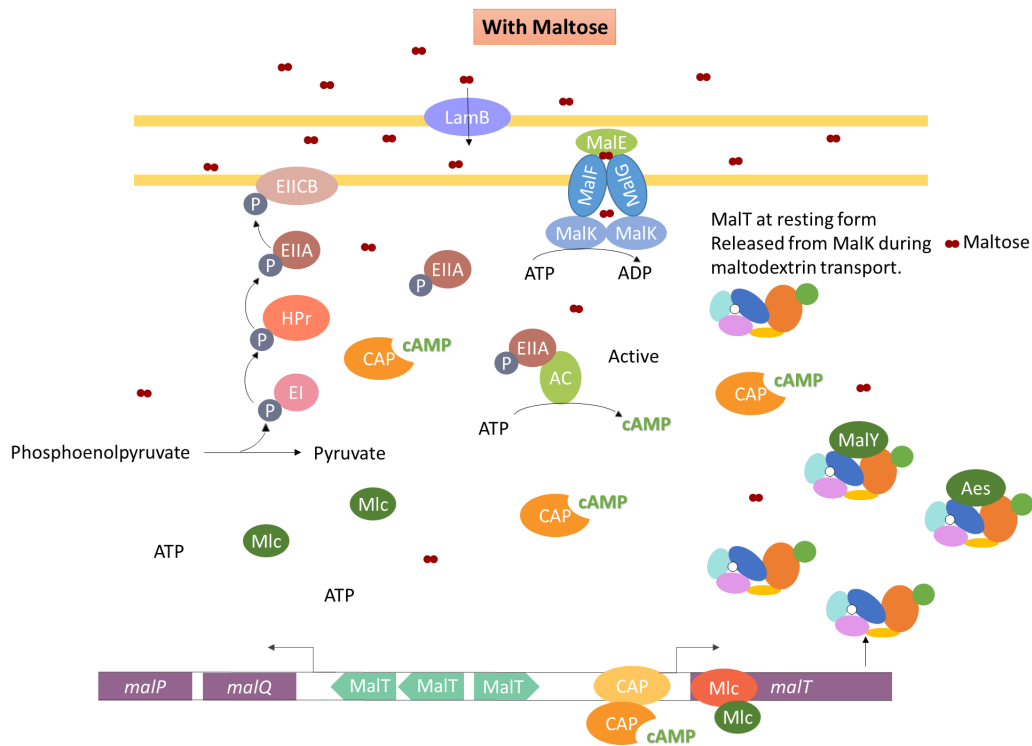 With Maltose
LamB
MalE
EIICB
MalF
MalG
P
MalK
MalK
MalT at resting form
Released from MalK during
maltodextrin transport.
Maltose
EIIA
P
EIIA
P
ATP
ADP
HPr
P
CAP
cAMP
EIIA
P
Active
AC
CAP
cAMP
EI
P
ATP
cAMP
Phosphoenolpyruvate
Pyruvate
MalY
Aes
Mlc
CAP
cAMP
Mlc
ATP
ATP
malP
malQ
MalT
MalT
MalT
CAP
Mlc
malT
CAP
cAMP
Mlc